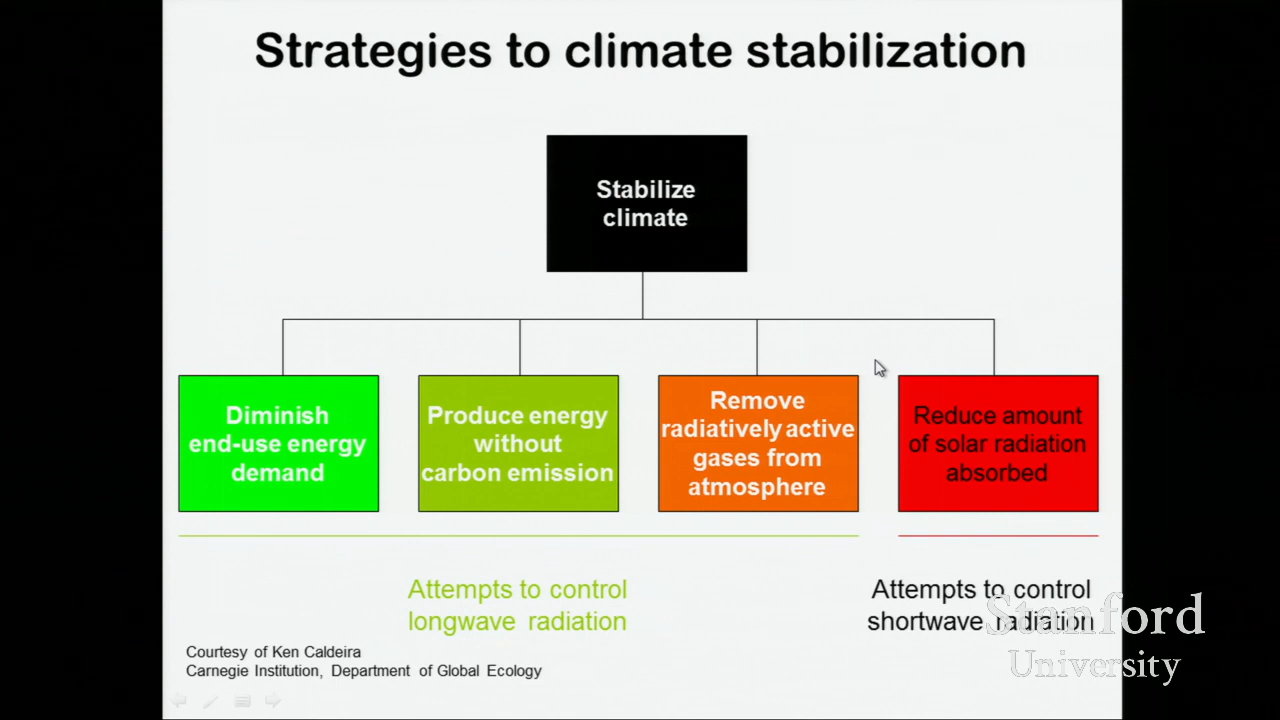 Strategies to climate stabilization
Stabilize
climate
Diminish
end-use energy
demand
Produce energy
without
carbon emission
Remove
radiatively active
gases from
atmosphere
Reduce amount
of solar radiation
absorbed
Attempts to control
longwave radiation
Attempts to control
shortwave radiation
Courtesy of Ken Caldeira
Carnegie Institution, Department of Global Ecology
Stanford
University